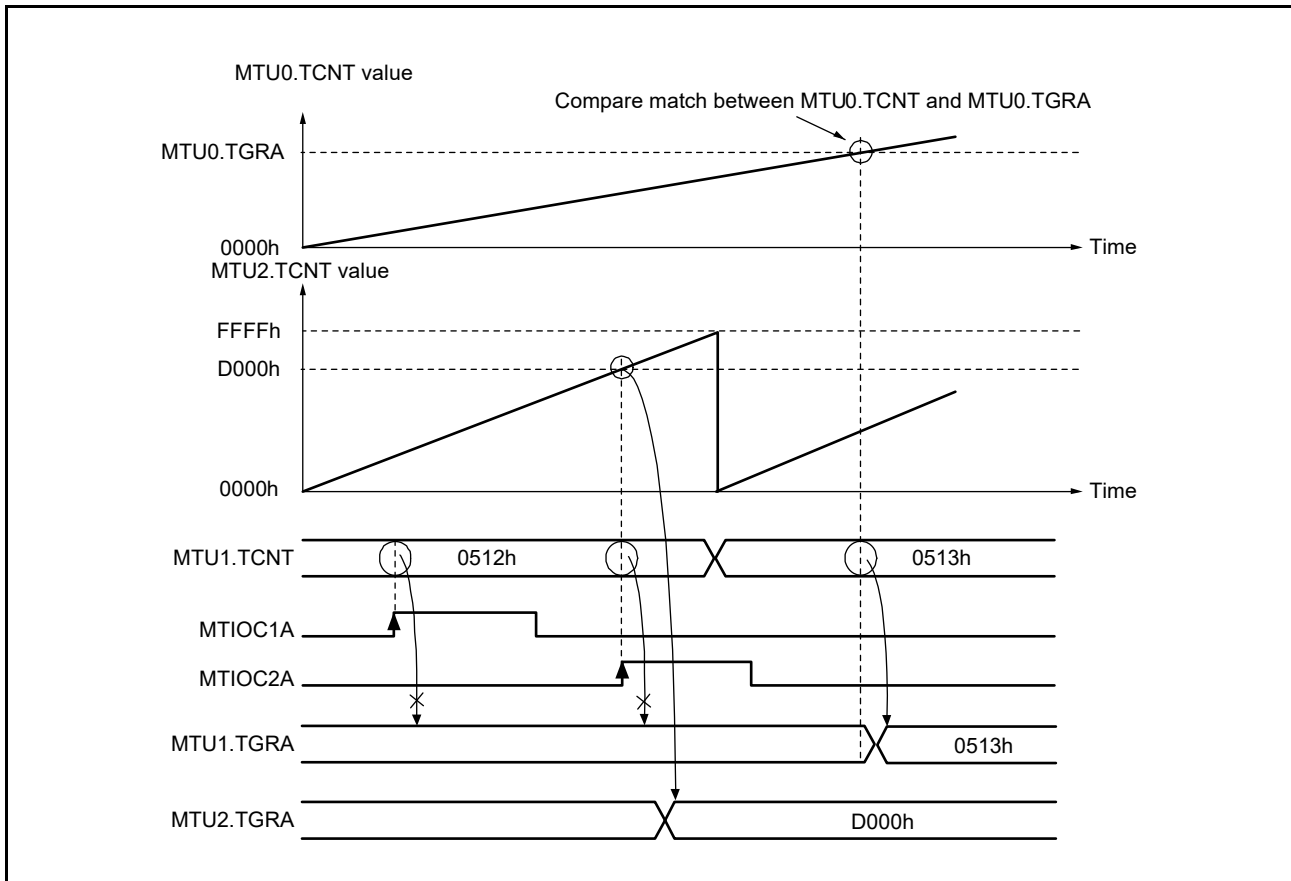 MTU0.TCNT value
Compare match between MTU0.TCNT and MTU0.TGRA
MTU0.TGRA
0000h
Time
MTU2.TCNT value
FFFFh
D000h
0000h
Time
MTU1.TCNT
0512h
0513h
MTIOC1A
MTIOC2A
MTU1.TGRA
0513h
MTU2.TGRA
D000h